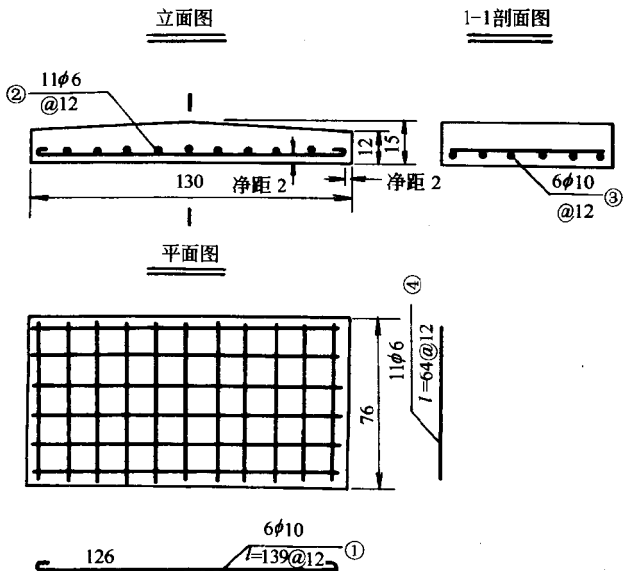 立面图
1-1剖面图
② 11ϕ6
@12
12
15
130
净距 2
净距 2
6ϕ10
@12 ③
平面图
76
④ 11ϕ6
l=64@12
126
6ϕ10
l=139@12 ①